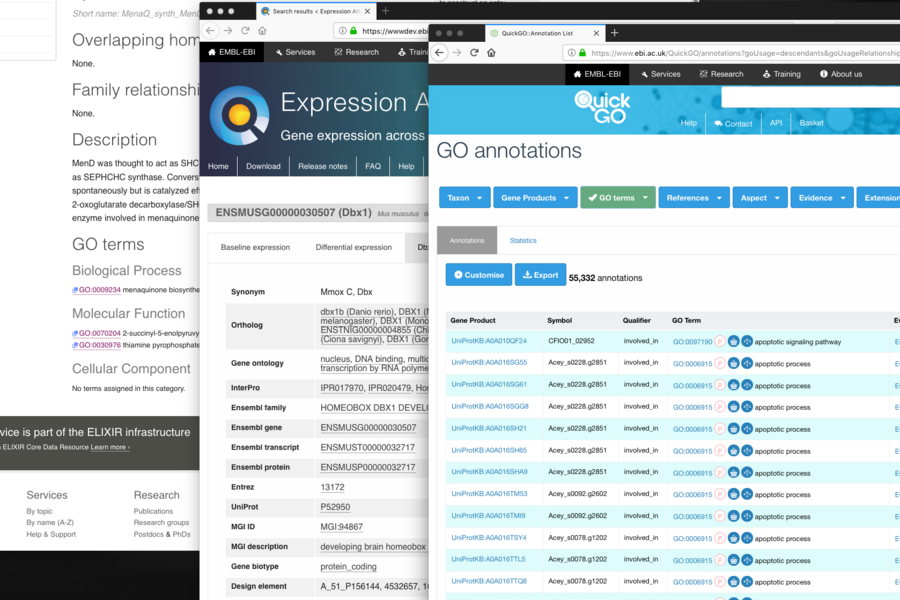 Short name: MenaQ_synth_Men
Overlapping hom
None.
Family relationshi
None.
Description
MenD was thought to act as SHC
as SEPHCHC synthase. Convers
spontaneously but is catalyzed ef
2-oxoglutarate decarboxylase/SH
enzyme involved in menaquinone
GO terms
Biological Process
GO:0009234 menaquinone biosynthe
Molecular Function
GO:0070204 2-succinyl-5-enolpyruvy
GO:0030976 thiamine pyrophosphate
Cellular Component
No terms assigned in this category.
vice is part of the ELIXIR infrastructure
ELIXIR Core Data Resource Learn more ›
Services
Research
By topic
Publications
By name (A-Z)
Research groups
Help & Support
Postdocs & PhDs
Search results < Expression At
https://wwwdev.ebi
EMBL-EBI
Services
Research
Traini
Expression A
Gene expression across
Home
Download
Release notes
FAQ
Help
ENSMUSG00000030507 (Dbx1) Mus musculus
Baseline expression
Differential expression
Db
Synonym
Mmox C, Dbx
Ortholog
dbx1b (Danio rerio), DBX1 (
melanogaster), DBX1 (Mono
ENSTNIG00000004855 (Ch
(Ciona savignyi), DBX1 (Gor
Gene ontology
nucleus, DNA binding, multic
transcription by RNA polyme
InterPro
IPR017970, IPR020479, Hom
Ensembl family
HOMEOBOX DBX1 DEVELO
Ensembl gene
ENSMUSG00000030507
Ensembl transcript
ENSMUST00000032717
Ensembl protein
ENSMUSP00000032717
Entrez
13172
UniProt
P52950
MGI ID
MGI:94867
MGI description
developing brain homeobox
Gene biotype
protein_coding
Design element
A_51_P156144, 4532657, 10
QuickGO::Annotation List
https://www.ebi.ac.uk/QuickGO/annotations?goUsage=descendants&goUsageRelationship
EMBL-EBI
Services
Research
Training
About us
Quick
GO
Help
Contact
API
Basket
GO annotations
Taxon
Gene Products
GO terms
References
Aspect
Evidence
Extension
Annotations
Statistics
Customise
Export
55,332 annotations
Gene Product Symbol Qualifier GO Term Ev
UniProtKB:A0A010QF24 CFIO01_02952 involved_in GO:0097190 P apoptotic signaling pathway
UniProtKB:A0A016SG55 Acey_s0228.g2851 involved_in GO:0006915 P apoptotic process
UniProtKB:A0A016SG61 Acey_s0228.g2851 involved_in GO:0006915 P apoptotic process
UniProtKB:A0A016SGG8 Acey_s0228.g2851 involved_in GO:0006915 P apoptotic process
UniProtKB:A0A016SH21 Acey_s0228.g2851 involved_in GO:0006915 P apoptotic process
UniProtKB:A0A016SH65 Acey_s0228.g2851 involved_in GO:0006915 P apoptotic process
UniProtKB:A0A016SHA9 Acey_s0228.g2851 involved_in GO:0006915 P apoptotic process
UniProtKB:A0A016TM53 Acey_s0092.g2602 involved_in GO:0006915 P apoptotic process
UniProtKB:A0A016TMI9 Acey_s0092.g2602 involved_in GO:0006915 P apoptotic process
UniProtKB:A0A016TSY4 Acey_s0078.g1202 involved_in GO:0006915 P apoptotic process
UniProtKB:A0A016TTL5 Acey_s0078.g1202 involved_in GO:0006915 P apoptotic process
UniProtKB:A0A016TTQ8 Acey_s0078.g1202 involved_in GO:0006915 P apoptotic process